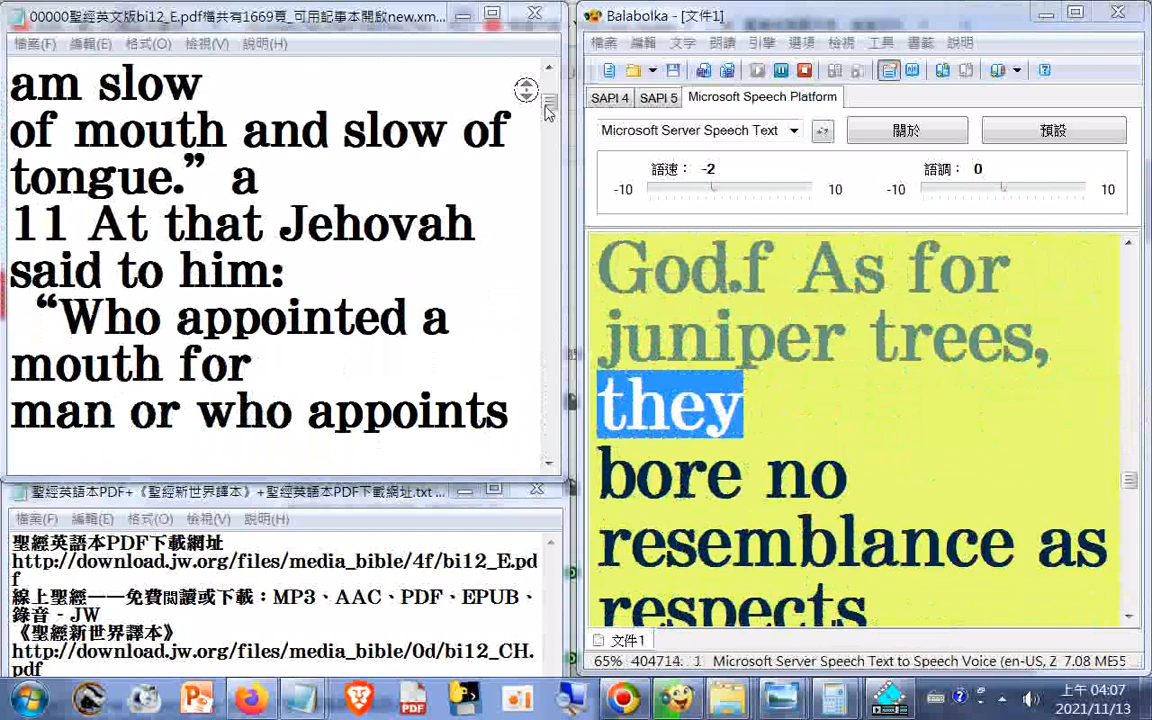 00000聖經英文版bi12_E.pdf檔共有1669頁_可用記事本開啟new.xm...
檔案(F) 編輯(E) 格式(O) 檢視(V) 說明(H)
am slow
of mouth and slow of
tongue.” a
11 At that Jehovah
said to him:
“Who appointed a
mouth for
man or who appoints
聖經英語本PDF+《聖經新世界譯本》+聖經英語本PDF下載網址.txt ...
檔案(F) 編輯(E) 格式(O) 檢視(V) 說明(H)
聖經英語本PDF下載網址
http://download.jw.org/files/media_bible/4f/bi12_E.pd
f
線上聖經——免費閱讀或下載：MP3、AAC、PDF、EPUB、
錄音 - JW
《聖經新世界譯本》
http://download.jw.org/files/media_bible/0d/bi12_CH.
pdf
Balabolka - [文件1]
檔案 編輯 文字 朗讀 引擎 選項 檢視 工具 書籤 說明
SAPI 4 SAPI 5 Microsoft Speech Platform
Microsoft Server Speech Text 關於 預設
語速： -2 語調： 0
-10 10 -10 10
God.f As for
juniper trees,
they
bore no
resemblance as
respects
文件1
65% 404714: 1 Microsoft Server Speech Text to Speech Voice (en-US, Z 7.08 ME55
上午 04:07
2021/11/13